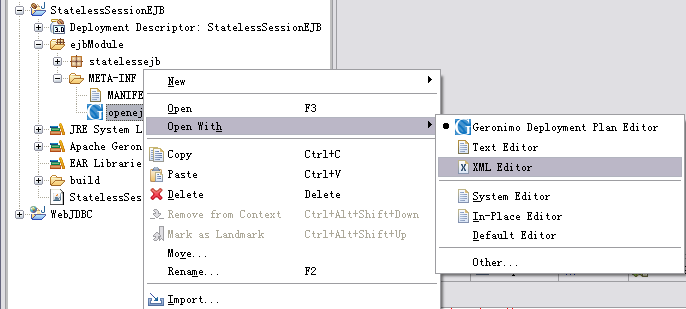 StatelessSessionEJB
Deployment Descriptor: StatelessSessionEJB
ejbModule
statelessejb
META-INF
MANIFE
openej
JRE System L
Apache Geron
EAR Libraries
build
StatelessSes
WebJDBC
New
Open F3
Open With
Copy Ctrl+C
Paste Ctrl+V
Delete Delete
Remove from Context Ctrl+Alt+Shift+Down
Mark as Landmark Ctrl+Alt+Shift+Up
Move...
Rename... F2
Import...
Geronimo Deployment Plan Editor
Text Editor
XML Editor
System Editor
In-Place Editor
Default Editor
Other...